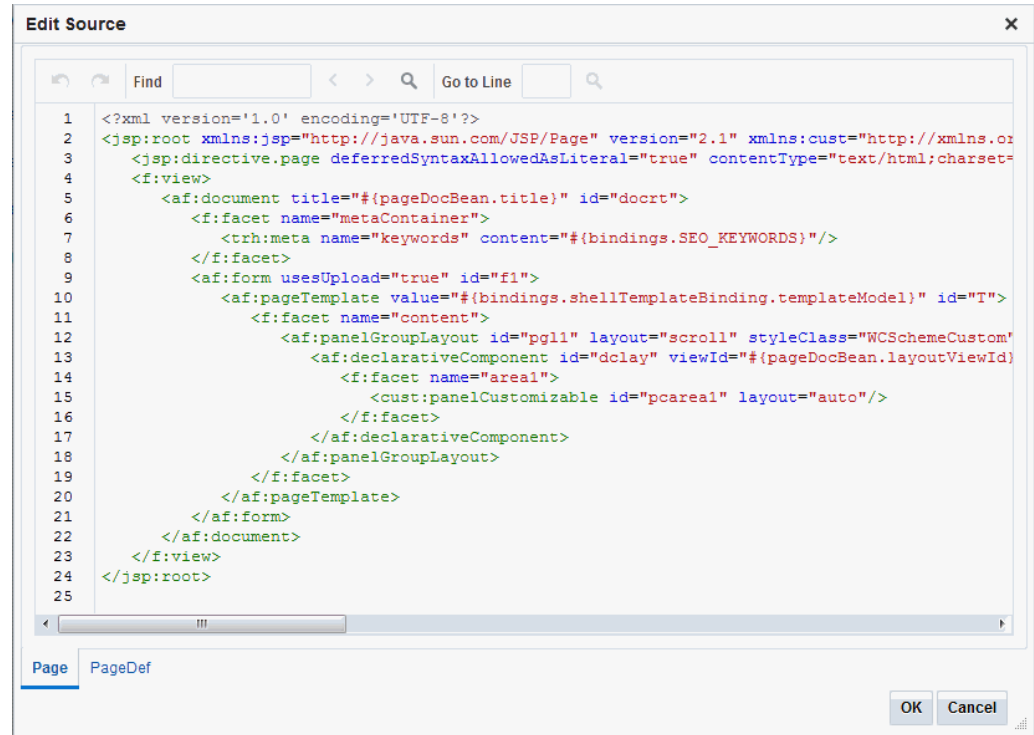 Edit Source
Find Go to Line
1 <?xml version='1.0' encoding='UTF-8'?>
2 <jsp:root xmlns:jsp="http://java.sun.com/JSP/Page" version="2.1" xmlns:cust="http://xmlns.or
3 <jsp:directive.page deferredSyntaxAllowedAsLiteral="true" contentType="text/html;charset=
4 <f:view>
5 <af:document title="#{pageDocBean.title}" id="docrt">
6 <f:facet name="metaContainer">
7 <trh:meta name="keywords" content="#{bindings.SEO_KEYWORDS}"/>
8 </f:facet>
9 <af:form usesUpload="true" id="f1">
10 <af:pageTemplate value="#{bindings.shellTemplateBinding.templateModel}" id="T">
11 <f:facet name="content">
12 <af:panelGroupLayout id="pgl1" layout="scroll" styleClass="WCSchemeCustom"
13 <af:declarativeComponent id="dclay" viewId="#{pageDocBean.layoutViewId}
14 <f:facet name="area1">
15 <cust:panelCustomizable id="pcarea1" layout="auto"/>
16 </f:facet>
17 </af:declarativeComponent>
18 </af:panelGroupLayout>
19 </f:facet>
20 </af:pageTemplate>
21 </af:form>
22 </af:document>
23 </f:view>
24 </jsp:root>
25
Page PageDef
OK Cancel